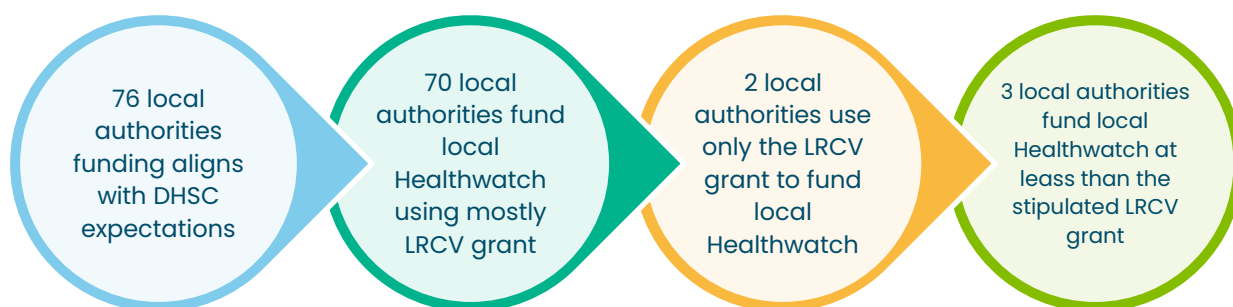 76 local
authorities
funding aligns
with DHSC
expectations
70 local
authorities fund
local
Healthwatch
using mostly
LRCV grant
2 local
authorities use
only the LRCV
grant to fund
local
Healthwatch
3 local authorities
fund local
Healthwatch at
leass than the
stipulated LRCV
grant